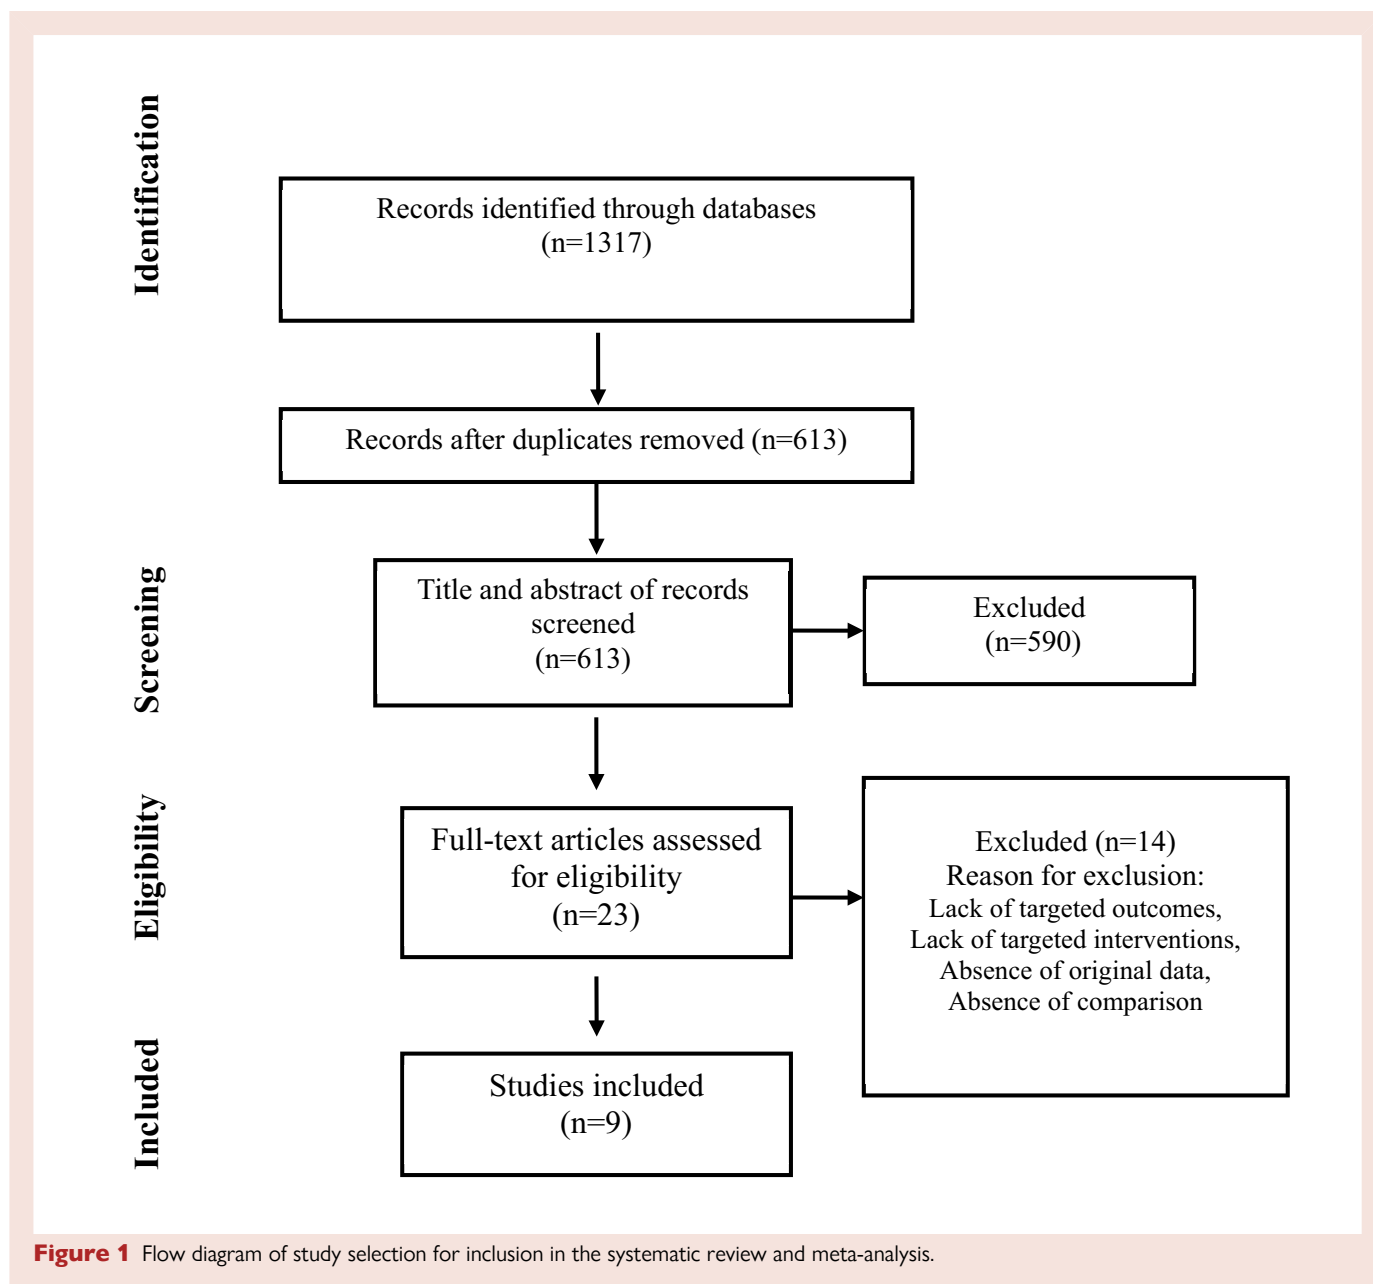 Identification
Records identified through databases
(n=1317)
Records after duplicates removed (n=613)
Screening
Title and abstract of records
screened
(n=613)
Excluded
(n=590)
Eligibility
Full-text articles assessed
for eligibility
(n=23)
Excluded (n=14)
Reason for exclusion:
Lack of targeted outcomes,
Lack of targeted interventions,
Absence of original data,
Absence of comparison
Included
Studies included
(n=9)
Figure 1 Flow diagram of study selection for inclusion in the systematic review and meta-analysis.